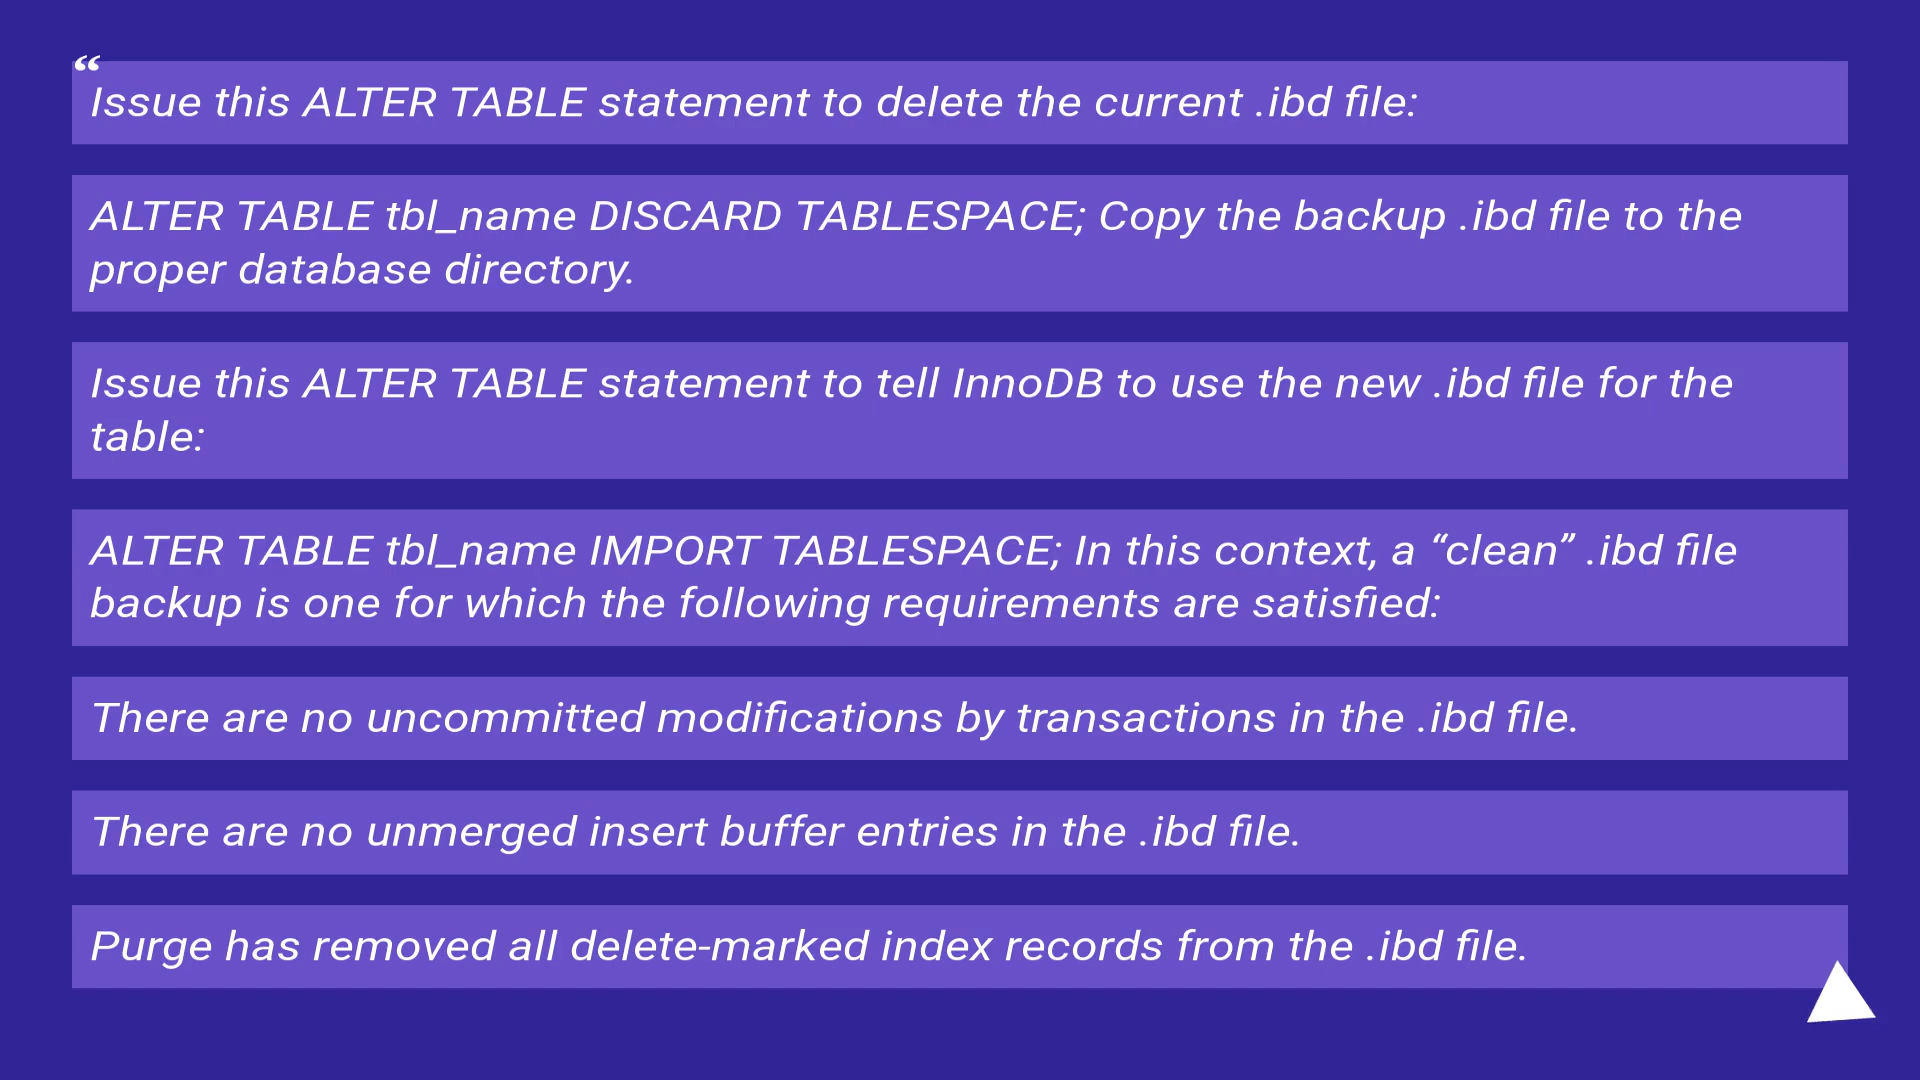 “
Issue this ALTER TABLE statement to delete the current .ibd file:
ALTER TABLE tbl_name DISCARD TABLESPACE; Copy the backup .ibd file to the
proper database directory.
Issue this ALTER TABLE statement to tell InnoDB to use the new .ibd file for the
table:
ALTER TABLE tbl_name IMPORT TABLESPACE; In this context, a “clean” .ibd file
backup is one for which the following requirements are satisfied:
There are no uncommitted modifications by transactions in the .ibd file.
There are no unmerged insert buffer entries in the .ibd file.
Purge has removed all delete-marked index records from the .ibd file.